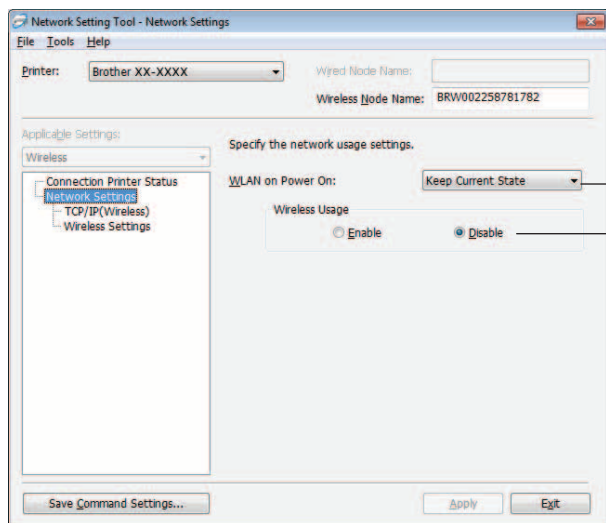 Network Setting Tool - Network Settings
File Tools Help
Printer: Brother XX-XXXX Wired Node Name:
Wireless Node Name: BRW002258781782
Applicable Settings:
Wireless
Specify the network usage settings.
Connection Printer Status
Network Settings
TCP/IP(Wireless)
Wireless Settings
WLAN on Power On: Keep Current State
Wireless Usage
Enable Disable
Save Command Settings... Apply Exit